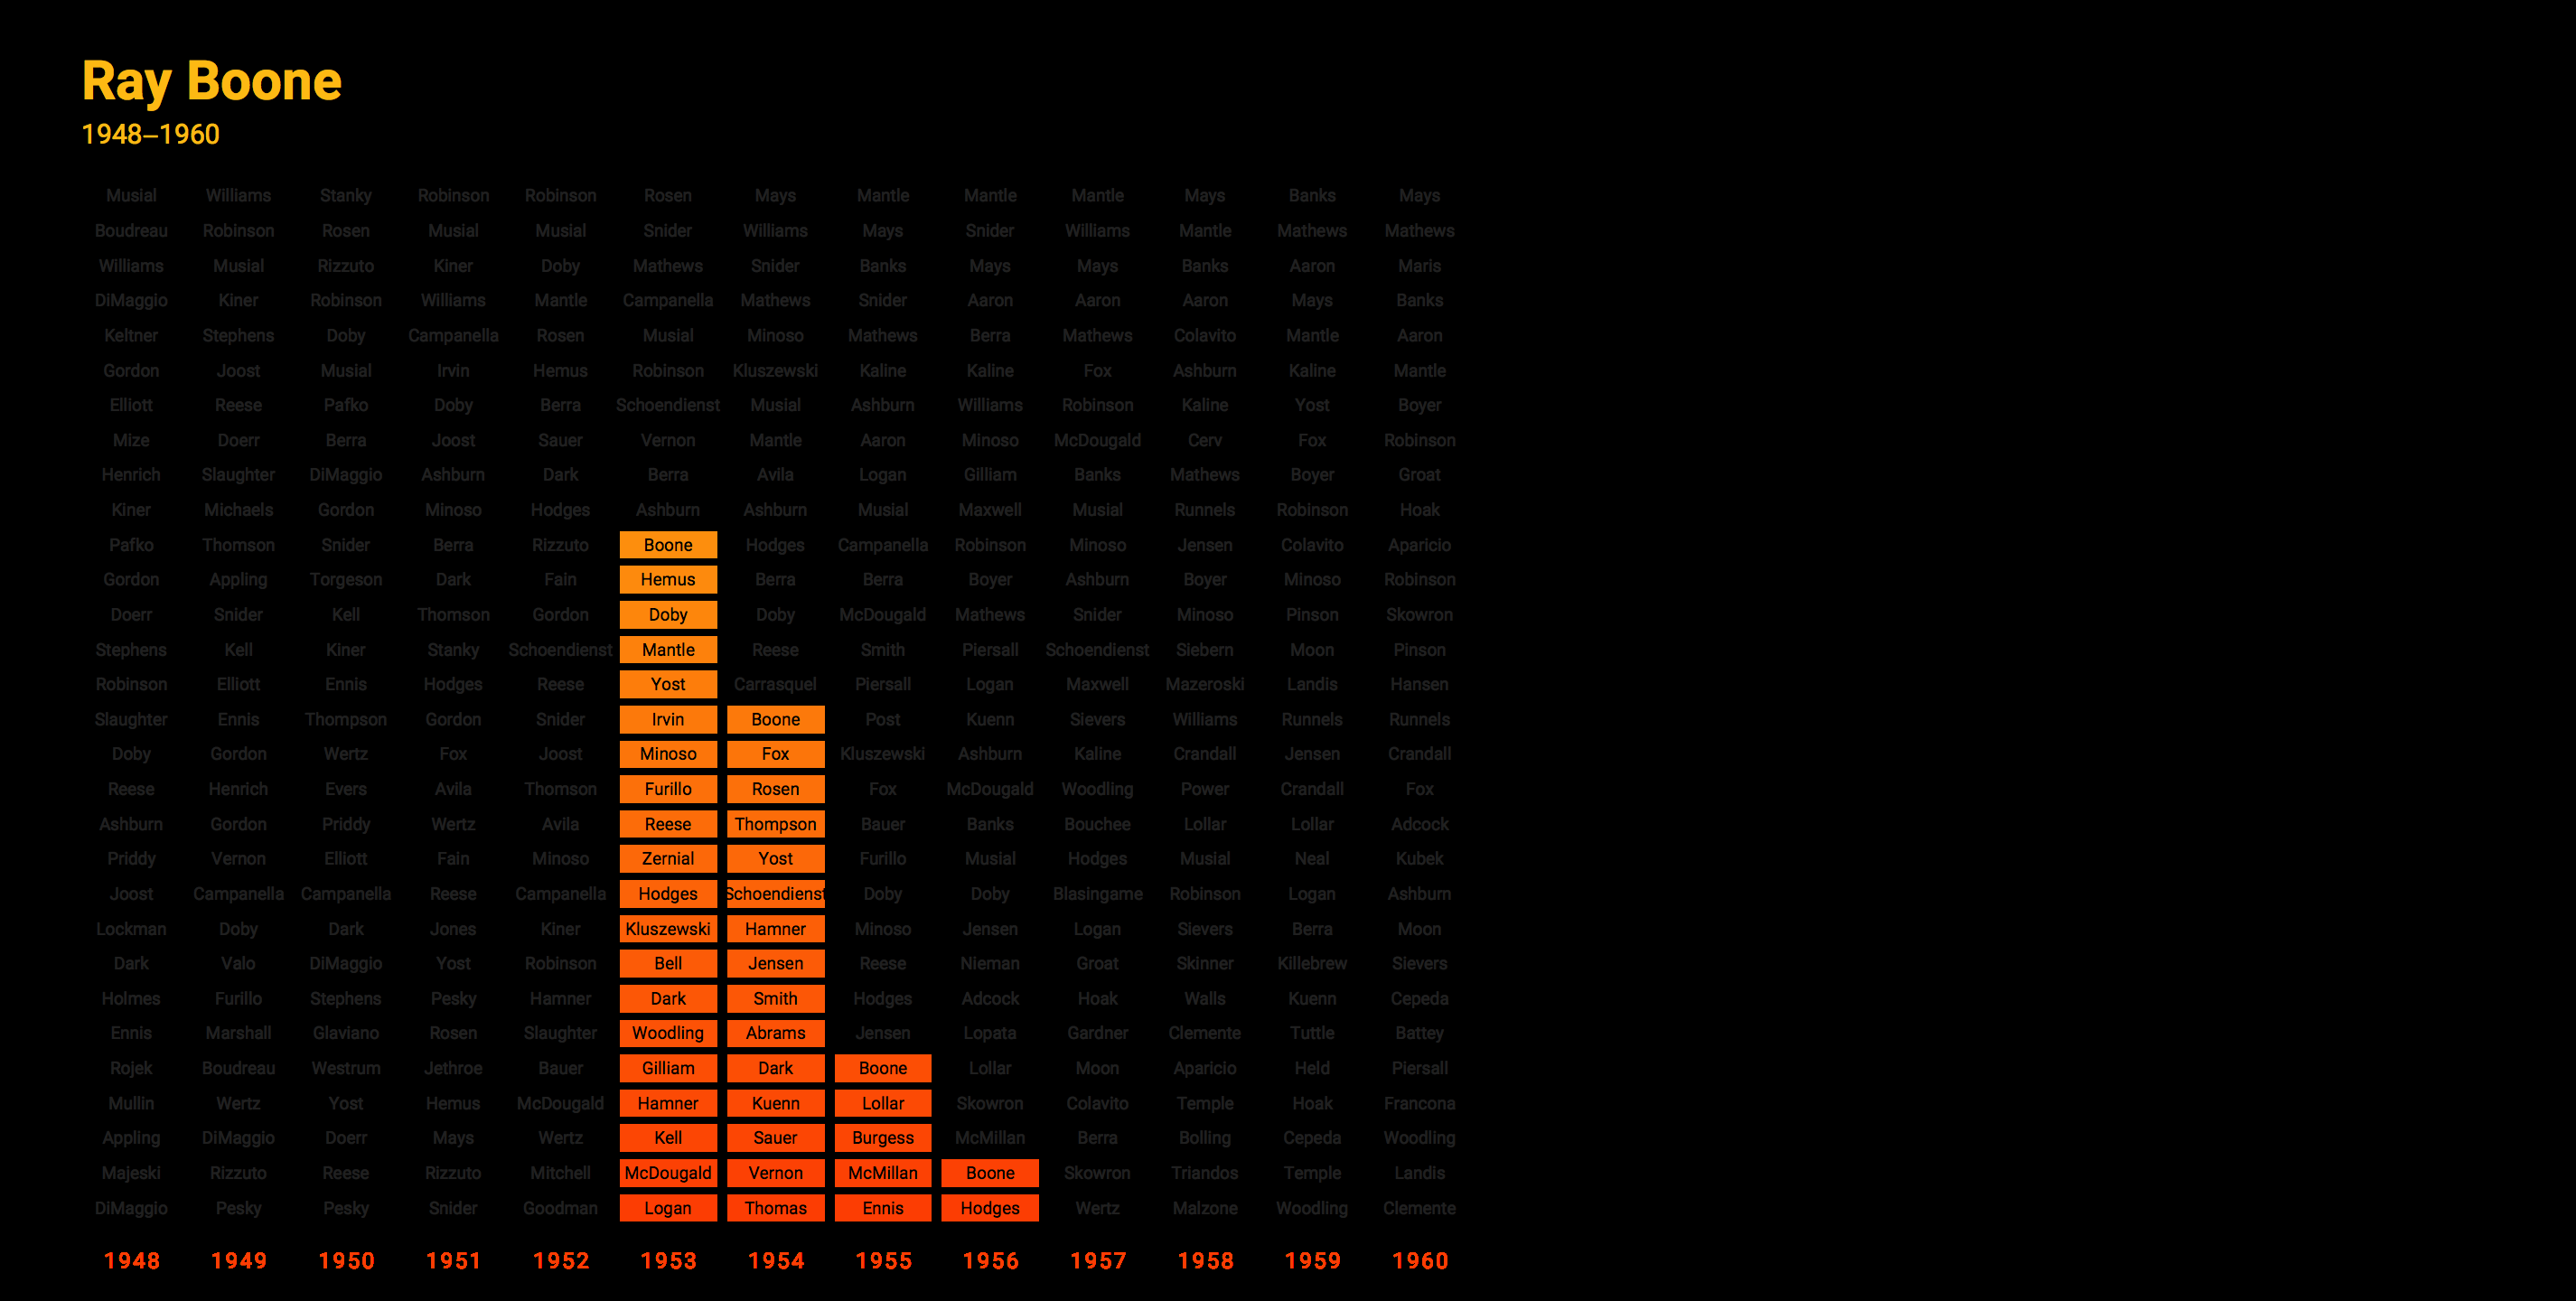 Ray Boone
1948–1960
Musial Williams Stanky Robinson Robinson Rosen Mays Mantle Mantle Mantle Mays Banks Mays
Boudreau Robinson Rosen Musial Musial Snider Williams Mays Snider Williams Mantle Mathews Mathews
Williams Musial Rizzuto Kiner Doby Mathews Snider Banks Mays Mays Banks Aaron Maris
DiMaggio Kiner Robinson Williams Mantle Campanella Mathews Snider Aaron Aaron Aaron Mays Banks
Keltner Stephens Doby Campanella Rosen Musial Minoso Mathews Berra Mathews Colavito Mantle Aaron
Gordon Joost Musial Irvin Hemus Robinson Kluszewski Kaline Kaline Fox Ashburn Kaline Mantle
Elliott Reese Pafko Doby Berra Schoendienst Musial Ashburn Williams Robinson Kaline Yost Boyer
Mize Doerr Berra Joost Sauer Vernon Mantle Aaron Minoso McDougald Cerv Fox Robinson
Henrich Slaughter DiMaggio Ashburn Dark Berra Avila Logan Gilliam Banks Mathews Boyer Groat
Kiner Michaels Gordon Minoso Hodges Ashburn Ashburn Musial Maxwell Musial Runnels Robinson Hoak
Pafko Thomson Snider Berra Rizzuto Boone Hodges Campanella Robinson Minoso Jensen Colavito Aparicio
Gordon Appling Torgeson Dark Fain Hemus Berra Berra Boyer Ashburn Boyer Minoso Robinson
Doerr Snider Kell Thomson Gordon Doby Doby McDougald Mathews Snider Minoso Pinson Skowron
Stephens Kell Kiner Stanky Schoendienst Mantle Reese Smith Piersall Schoendienst Siebern Moon Pinson
Robinson Elliott Ennis Hodges Reese Yost Carrasquel Piersall Logan Maxwell Mazeroski Landis Hansen
Slaughter Ennis Thompson Gordon Snider Irvin Boone Post Kuenn Sievers Williams Runnels Runnels
Doby Gordon Wertz Fox Joost Minoso Fox Kluszewski Ashburn Kaline Crandall Jensen Crandall
Reese Henrich Evers Avila Thomson Furillo Rosen Fox McDougald Woodling Power Crandall Fox
Ashburn Gordon Priddy Wertz Avila Reese Thompson Bauer Banks Bouchee Lollar Lollar Adcock
Priddy Vernon Elliott Fain Minoso Zernial Yost Furillo Musial Hodges Musial Neal Kubek
Joost Campanella Campanella Reese Campanella Hodges Schoendienst Doby Doby Blasingame Robinson Logan Ashburn
Lockman Doby Dark Jones Kiner Kluszewski Hamner Minoso Jensen Logan Sievers Berra Moon
Dark Valo DiMaggio Yost Robinson Bell Jensen Reese Nieman Groat Skinner Killebrew Sievers
Holmes Furillo Stephens Pesky Hamner Dark Smith Hodges Adcock Hoak Walls Kuenn Cepeda
Ennis Marshall Glaviano Rosen Slaughter Woodling Abrams Jensen Lopata Gardner Clemente Tuttle Battey
Rojek Boudreau Westrum Jethroe Bauer Gilliam Dark Boone Lollar Moon Aparicio Held Piersall
Mullin Wertz Yost Hemus McDougald Hamner Kuenn Lollar Skowron Colavito Temple Hoak Francona
Appling DiMaggio Doerr Mays Wertz Kell Sauer Burgess McMillan Berra Bolling Cepeda Woodling
Majeski Rizzuto Reese Rizzuto Mitchell McDougald Vernon McMillan Boone Skowron Triandos Temple Landis
DiMaggio Pesky Pesky Snider Goodman Logan Thomas Ennis Hodges Wertz Malzone Woodling Clemente
1948 1949 1950 1951 1952 1953 1954 1955 1956 1957 1958 1959 1960